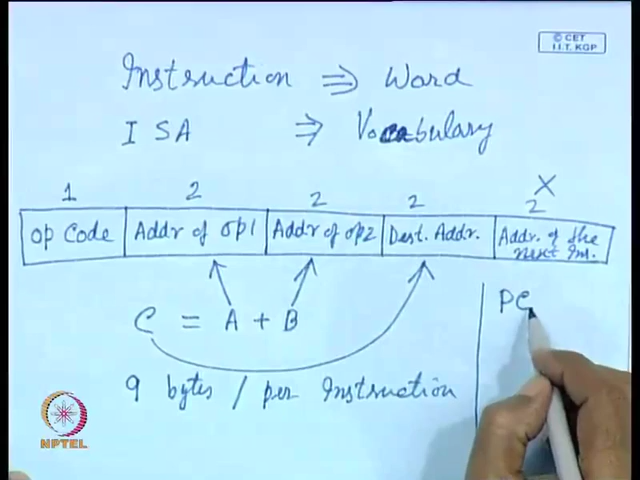 © CET
I.I.T. KGP
Instruction ⇒ Word
I S A ⇒ Vocabulary
1 2 2 2 2 X
Op Code Addr of Op1 Addr of Op2 Dest. Addr. Addr. of the next In.
C = A + B
9 bytes / per Instruction
PC
NPTEL